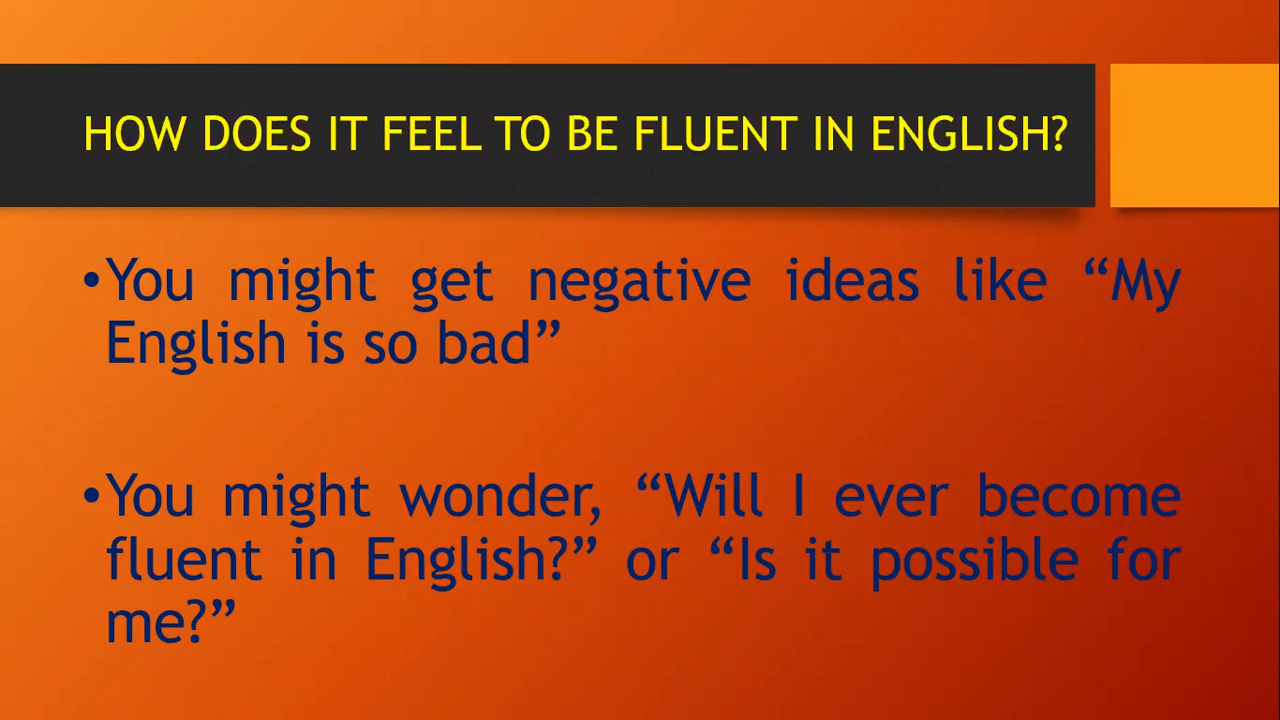 HOW DOES IT FEEL TO BE FLUENT IN ENGLISH?
•You might get negative ideas like “My
English is so bad”
•You might wonder, “Will I ever become
fluent in English?” or “Is it possible for
me?”